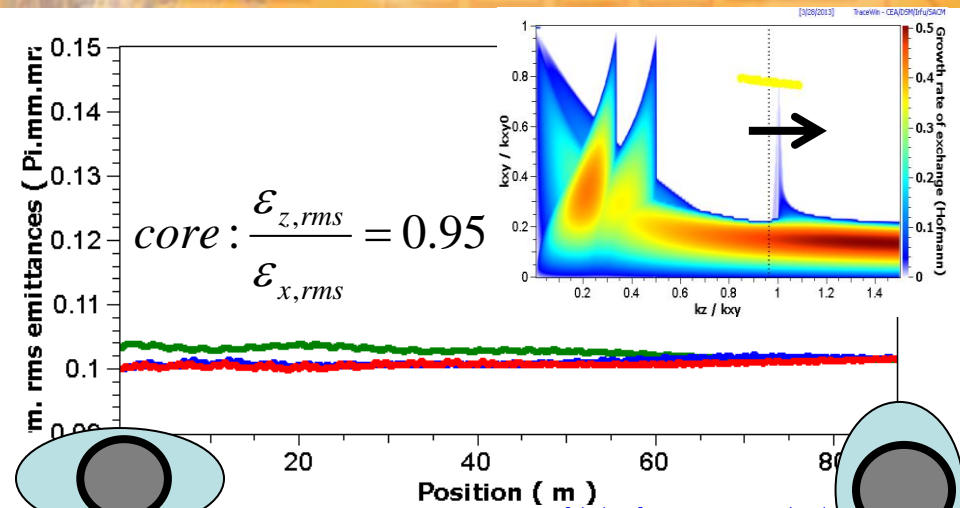 [3/28/2013] TraceWin - CEA/DSM/Irfu/SACM
m. rms emittances ( Pi.mm.mr
0.15
0.14
0.13
0.12
0.11
0.1
core : ε z,rms / ε x,rms = 0.95
20
40
60
Position ( m )
kxy / kxy0
1
0.8
0.6
0.4
0.2
0
0.2 0.4 0.6 0.8 1 1.2 1.4
kz / kxy
0.5
0.4
0.3
0.2
0.1
0
Growth rate of exchange (Hofmann)